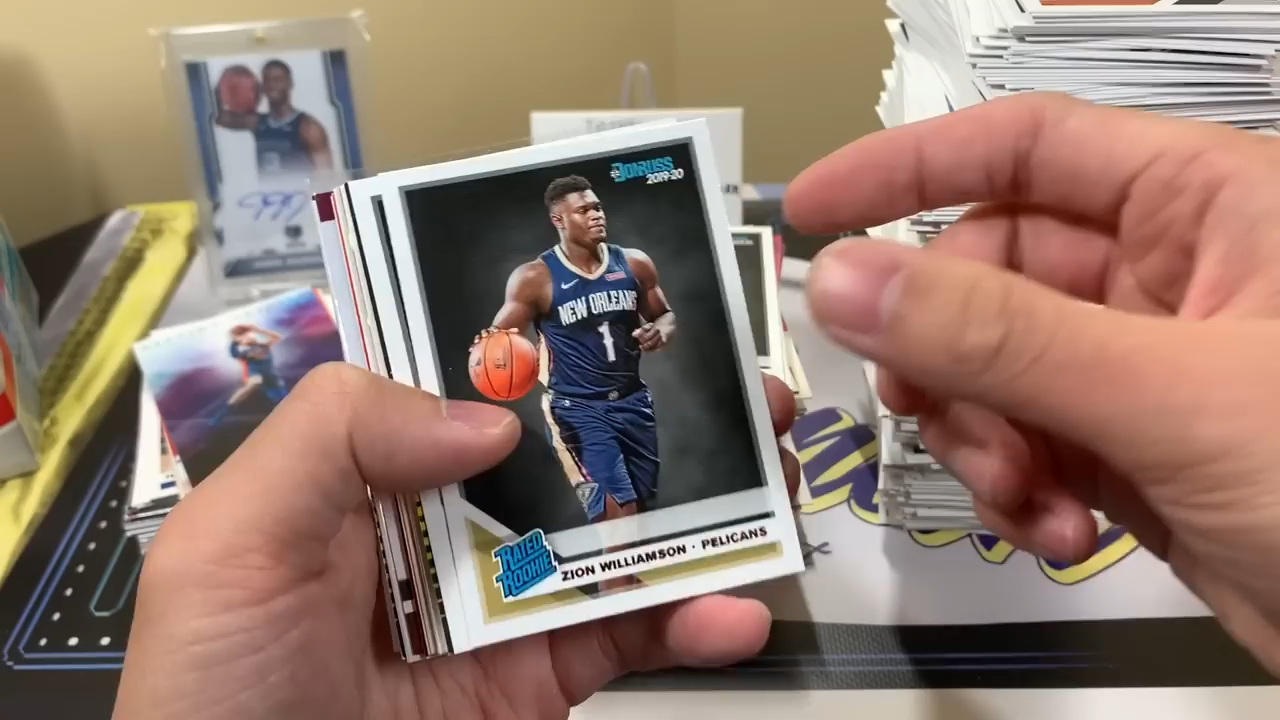 DONRUSS
2019-20
NEW ORLEANS
1
RATED
ROOKIE
ZION WILLIAMSON · PELICANS